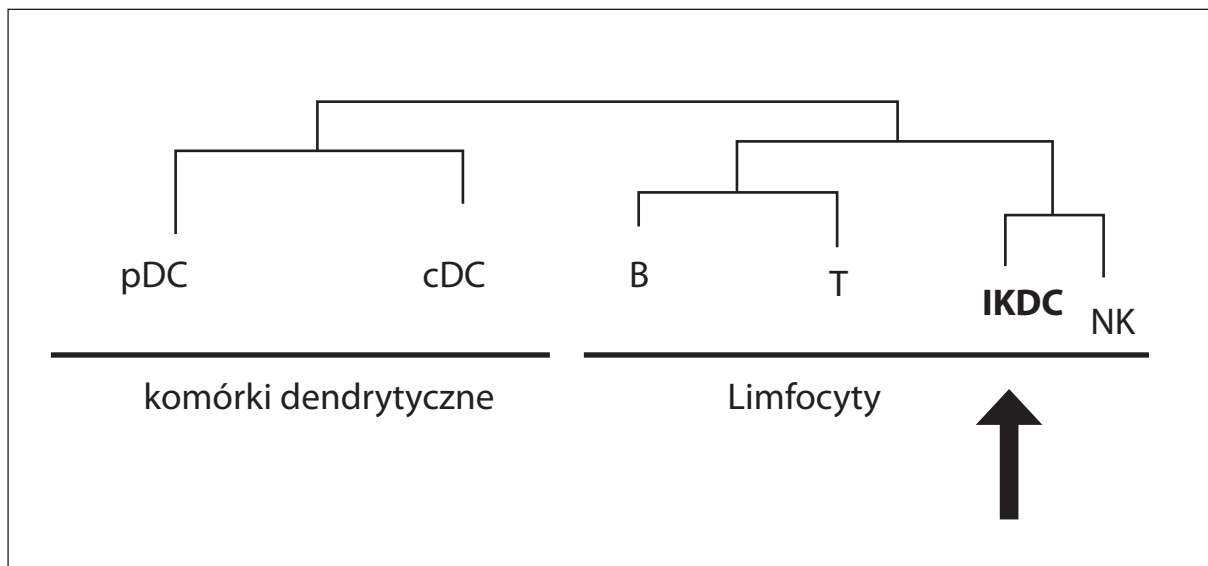 pDC
cDC
B
T
IKDC
NK
komórki dendrytyczne
Limfocyty